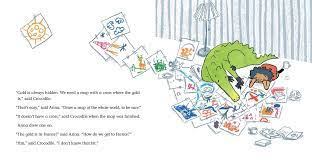 "Gold is always hidden. We need a map with a cross where the gold
is," said Crocodile.
"That's easy," said Anna. "Draw a map of the whole world, to be sure."
"It doesn't have a cross," said Crocodile when the map was finished.
Anna drew one on.
"The gold is in France!" said Anna. "How do we get to France?"
"Hm," said Crocodile. "I don't know that bit."